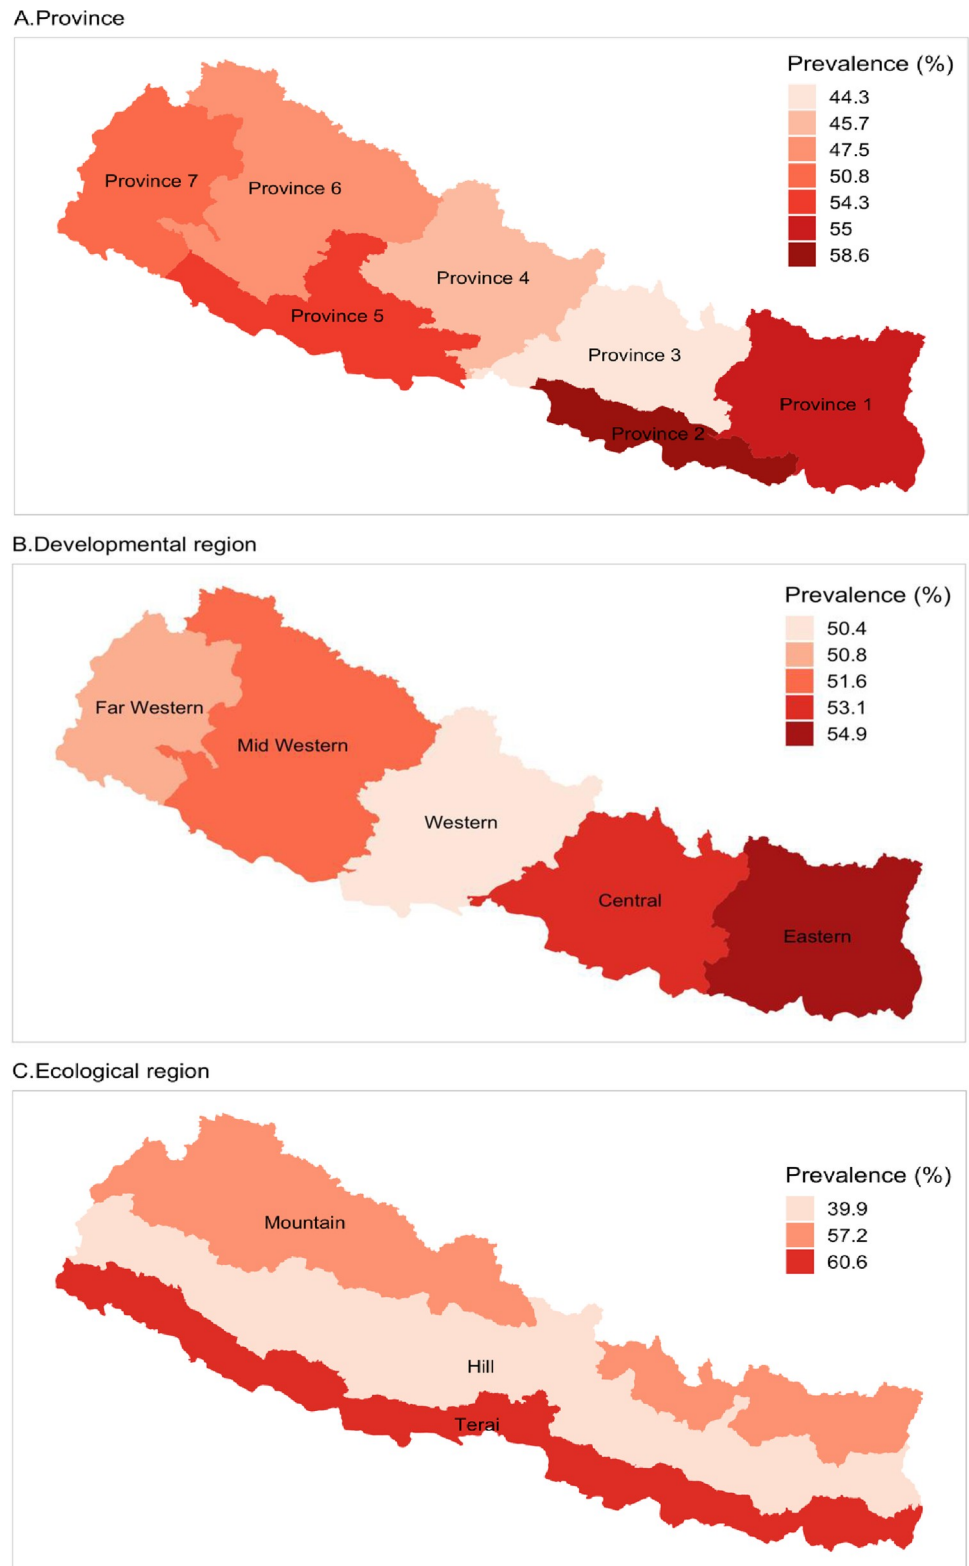 A.Province
Prevalence (%)
44.3
45.7
47.5
50.8
54.3
55
58.6
Province 7
Province 6
Province 4
Province 5
Province 3
Province 1
Province 2
B.Developmental region
Prevalence (%)
50.4
50.8
51.6
53.1
54.9
Far Western
Mid Western
Western
Central
Eastern
C.Ecological region
Prevalence (%)
39.9
57.2
60.6
Mountain
Hill
Terai